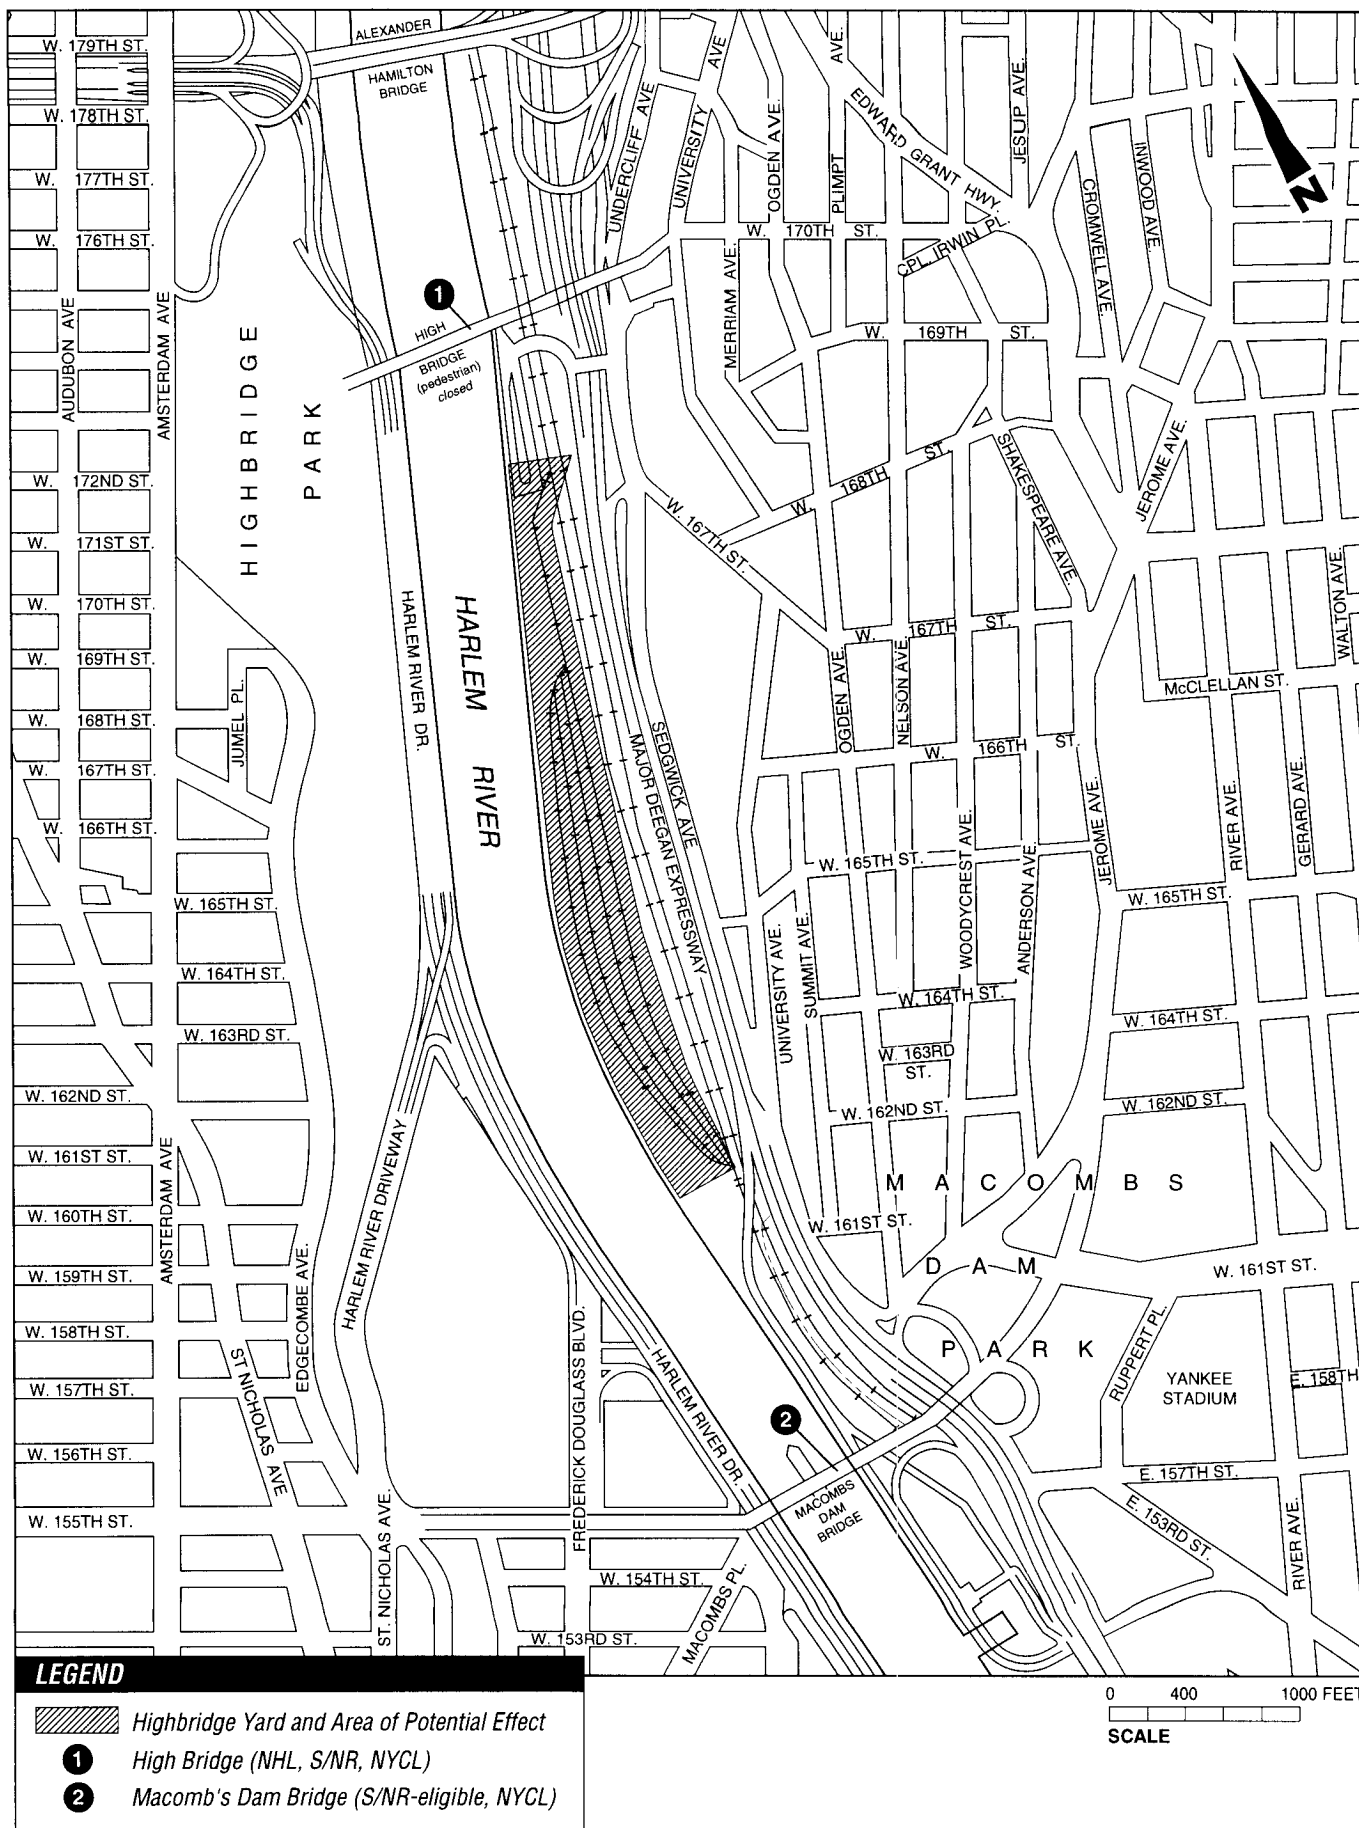 ALEXANDER
HAMILTON
BRIDGE
W. 179TH ST.
W. 178TH ST.
W. 177TH ST.
W. 176TH ST.
AUDUBON AVE
AMSTERDAM AVE
HIGHBRIDGE
PARK
W. 172ND ST.
W. 171ST ST.
W. 170TH ST.
W. 169TH ST.
W. 168TH ST.
W. 167TH ST.
W. 166TH ST.
JUMEL PL.
W. 165TH ST.
W. 164TH ST.
W. 163RD ST.
W. 162ND ST.
W. 161ST ST.
W. 160TH ST.
W. 159TH ST.
W. 158TH ST.
W. 157TH ST.
W. 156TH ST.
W. 155TH ST.
AMSTERDAM AVE
ST NICHOLAS AVE
EDGECOMBE AVE.
HARLEM RIVER DRIVEWAY
ST. NICHOLAS AVE.
FREDERICK DOUGLASS BLVD.
W. 154TH ST.
W. 153RD ST.
MACOMBS PL.
HARLEM RIVER DR.
HARLEM RIVER DR.
HARLEM RIVER
1
HIGH
BRIDGE
(pedestrian)
closed
2
MACOMBS
DAM
BRIDGE
SEDGWICK AVE
MAJOR DEEGAN EXPRESSWAY
UNDERCLIFF AVE
UNIVERSITY AVE
OGDEN AVE.
PLIMPT AVE.
EDWARD GRANT HWY.
JESUP AVE.
CROMWELL AVE.
INWOOD AVE.
N
W. 170TH ST.
CPL. IRWIN PL.
MERRIAM AVE.
W. 169TH ST.
W. 168TH ST.
SHAKESPEARE AVE.
JEROME AVE.
W. 167TH ST.
W. 167TH ST.
WALTON AVE.
McCLELLAN ST.
OGDEN AVE.
NELSON AVE.
W. 166TH ST.
JEROME AVE.
RIVER AVE.
GERARD AVE.
W. 165TH ST.
WOODYCREST AVE.
ANDERSON AVE.
W. 165TH ST.
UNIVERSITY AVE.
SUMMIT AVE.
W. 164TH ST.
W. 164TH ST.
W. 163RD
ST.
W. 162ND ST.
W. 162ND ST.
MACOMBS
DAM
PARK
W. 161ST ST.
W. 161ST ST.
RUPPERT PL.
YANKEE
STADIUM
E. 158TH
E. 157TH ST.
E. 153RD ST.
RIVER AVE.
LEGEND
Highbridge Yard and Area of Potential Effect
1 High Bridge (NHL, S/NR, NYCL)
2 Macomb's Dam Bridge (S/NR-eligible, NYCL)
0 400 1000 FEET
SCALE